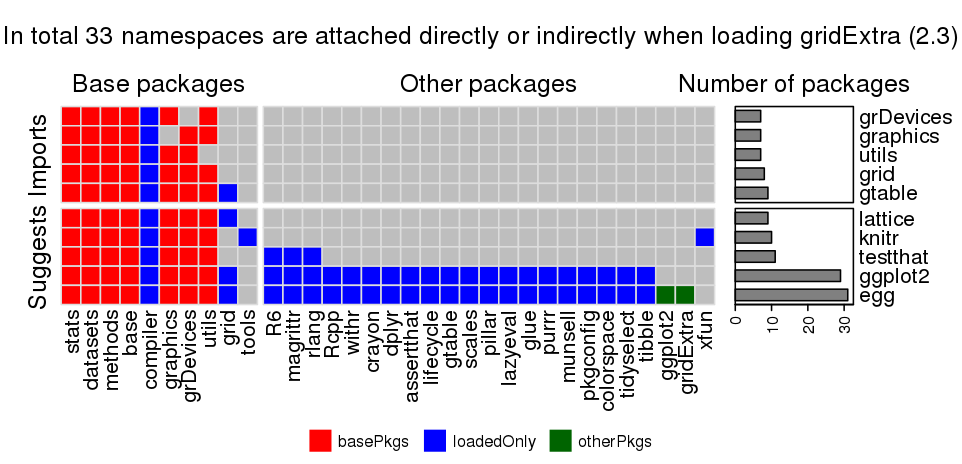 In total 33 namespaces are attached directly or indirectly when loading gridExtra (2.3)
Base packages
Other packages
Number of packages
Imports
Suggests
grDevices
graphics
utils
grid
gtable
lattice
knitr
testthat
ggplot2
egg
stats
datasets
methods
base
compiler
graphics
grDevices
utils
grid
tools
R6
magrittr
rlang
Rcpp
withr
crayon
dplyr
assertthat
lifecycle
gtable
scales
pillar
lazyeval
glue
purrr
munsell
pkgconfig
colorspace
tidyselect
tibble
ggplot2
gridExtra
xfun
0
10
20
30
basePkgs
loadedOnly
otherPkgs